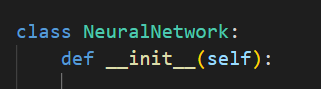 class NeuralNetwork:
    def __init__(self):